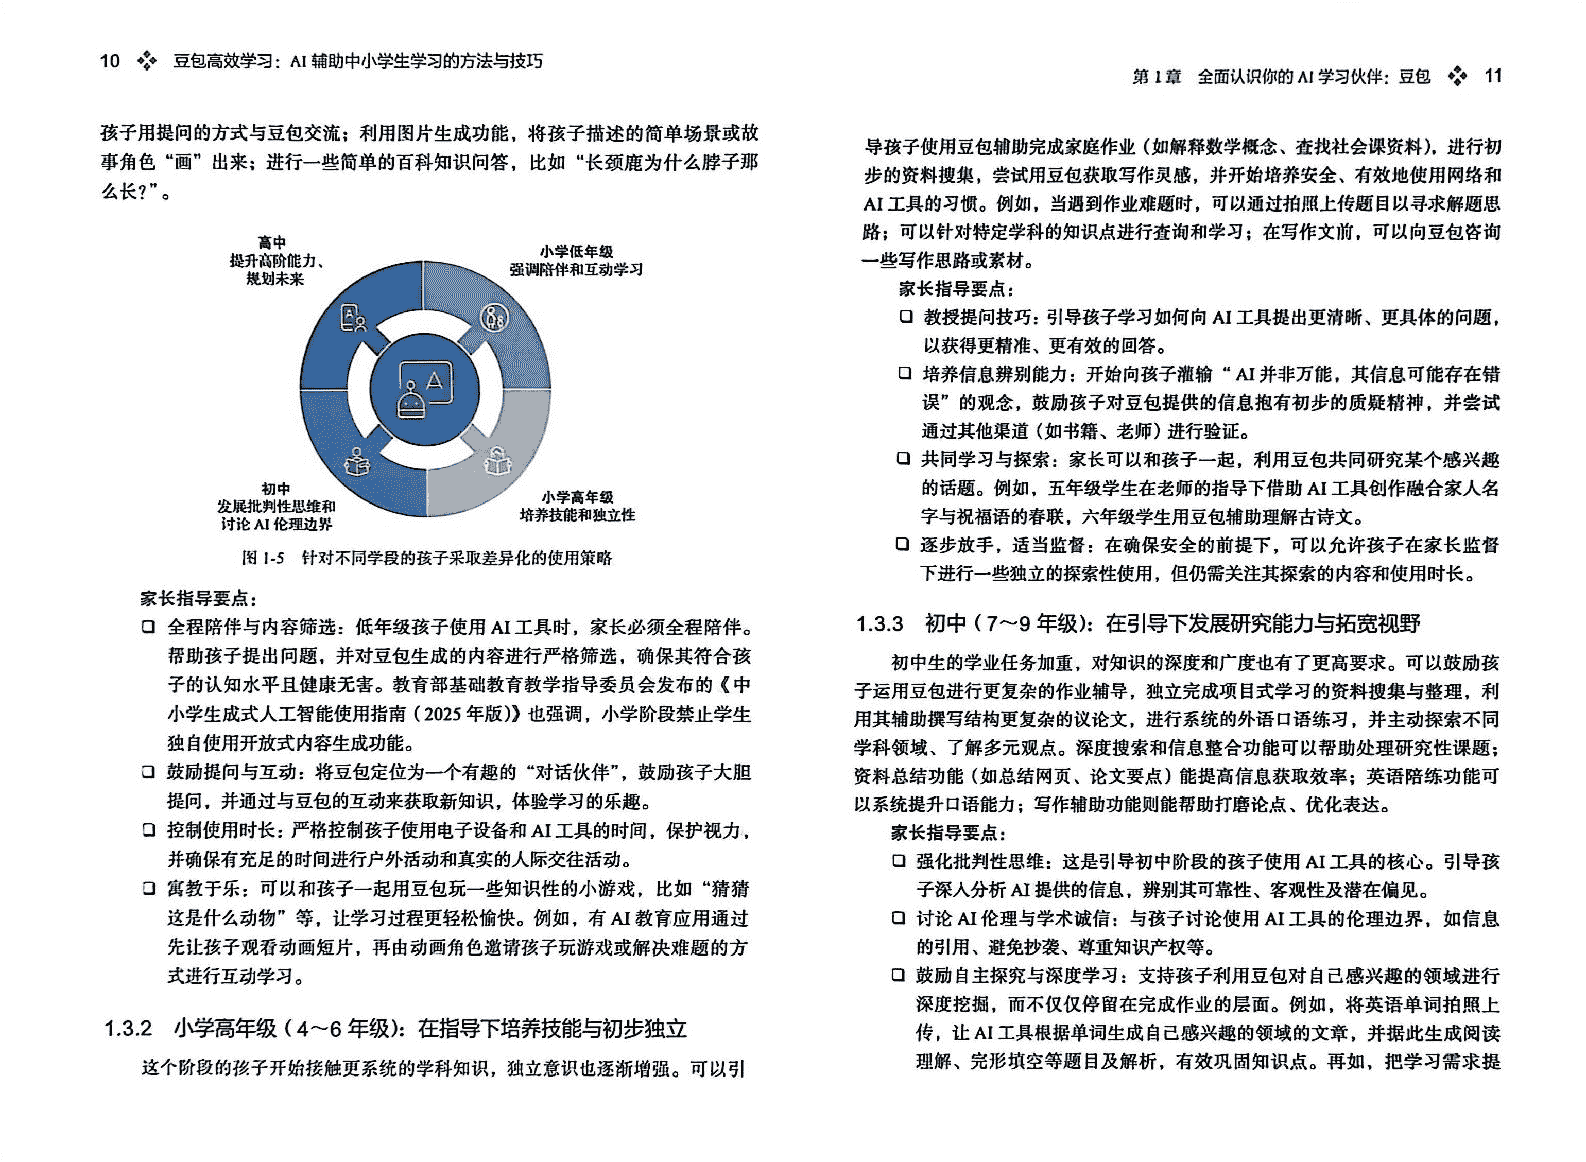 10 豆包高效学习：AI 辅助中小学生学习的方法与技巧
孩子用提问的方式与豆包交流；利用图片生成功能，将孩子描述的简单场景或故
事角色“画”出来；进行一些简单的百科知识问答，比如“长颈鹿为什么脖子那
么长？”。
高中
提升高阶能力、
规划未来
小学低年级
强调陪伴和互动学习
A
A
初中
发展批判性思维和
讨论 AI 伦理边界
小学高年级
培养技能和独立性
图 1-5 针对不同学段的孩子采取差异化的使用策略
家长指导要点：
❑ 全程陪伴与内容筛选：低年级孩子使用 AI 工具时，家长必须全程陪伴。
帮助孩子提出问题，并对豆包生成的内容进行严格筛选，确保其符合孩
子的认知水平且健康无害。教育部基础教育教学指导委员会发布的《中
小学生成式人工智能使用指南（2025 年版）》也强调，小学阶段禁止学生
独自使用开放式内容生成功能。
❑ 鼓励提问与互动：将豆包定位为一个有趣的“对话伙伴”，鼓励孩子大胆
提问，并通过与豆包的互动来获取新知识，体验学习的乐趣。
❑ 控制使用时长：严格控制孩子使用电子设备和 AI 工具的时间，保护视力，
并确保有充足的时间进行户外活动和真实的人际交往活动。
❑ 寓教于乐：可以和孩子一起用豆包玩一些知识性的小游戏，比如“猜猜
这是什么动物”等，让学习过程更轻松愉快。例如，有 AI 教育应用通过
先让孩子观看动画短片，再由动画角色邀请孩子玩游戏或解决难题的方
式进行互动学习。
1.3.2 小学高年级（4～6 年级）：在指导下培养技能与初步独立
这个阶段的孩子开始接触更系统的学科知识，独立意识也逐渐增强。可以引
第 1 章 全面认识你的 AI 学习伙伴：豆包 11
导孩子使用豆包辅助完成家庭作业（如解释数学概念、查找社会课资料），进行初
步的资料搜集，尝试用豆包获取写作灵感，并开始培养安全、有效地使用网络和
AI 工具的习惯。例如，当遇到作业难题时，可以通过拍照上传题目以寻求解题思
路；可以针对特定学科的知识点进行查询和学习；在写作文前，可以向豆包咨询
一些写作思路或素材。
家长指导要点：
❑ 教授提问技巧：引导孩子学习如何向 AI 工具提出更清晰、更具体的问题，
以获得更精准、更有效的回答。
❑ 培养信息辨别能力：开始向孩子灌输“AI 并非万能，其信息可能存在错
误”的观念，鼓励孩子对豆包提供的信息抱有初步的质疑精神，并尝试
通过其他渠道（如书籍、老师）进行验证。
❑ 共同学习与探索：家长可以和孩子一起，利用豆包共同研究某个感兴趣
的话题。例如，五年级学生在老师的指导下借助 AI 工具创作融合家人名
字与祝福语的春联，六年级学生用豆包辅助理解古诗文。
❑ 逐步放手，适当监督：在确保安全的前提下，可以允许孩子在家长监督
下进行一些独立的探索性使用，但仍需关注其探索的内容和使用时长。
1.3.3 初中（7～9 年级）：在引导下发展研究能力与拓宽视野
初中生的学业任务加重，对知识的深度和广度也有了更高要求。可以鼓励孩
子运用豆包进行更复杂的作业辅导，独立完成项目式学习的资料搜集与整理，利
用其辅助撰写结构更复杂的议论文，进行系统的外语口语练习，并主动探索不同
学科领域、了解多元观点。深度搜索和信息整合功能可以帮助处理研究性课题；
资料总结功能（如总结网页、论文要点）能提高信息获取效率；英语陪练功能可
以系统提升口语能力；写作辅助功能则能帮助打磨论点、优化表达。
家长指导要点：
❑ 强化批判性思维：这是引导初中阶段的孩子使用 AI 工具的核心。引导孩
子深入分析 AI 提供的信息，辨别其可靠性、客观性及潜在偏见。
❑ 讨论 AI 伦理与学术诚信：与孩子讨论使用 AI 工具的伦理边界，如信息
的引用、避免抄袭、尊重知识产权等。
❑ 鼓励自主探究与深度学习：支持孩子利用豆包对自己感兴趣的领域进行
深度挖掘，而不仅仅停留在完成作业的层面。例如，将英语单词拍照上
传，让 AI 工具根据单词生成自己感兴趣的领域的文章，并据此生成阅读
理解、完形填空等题目及解析，有效巩固知识点。再如，把学习需求提